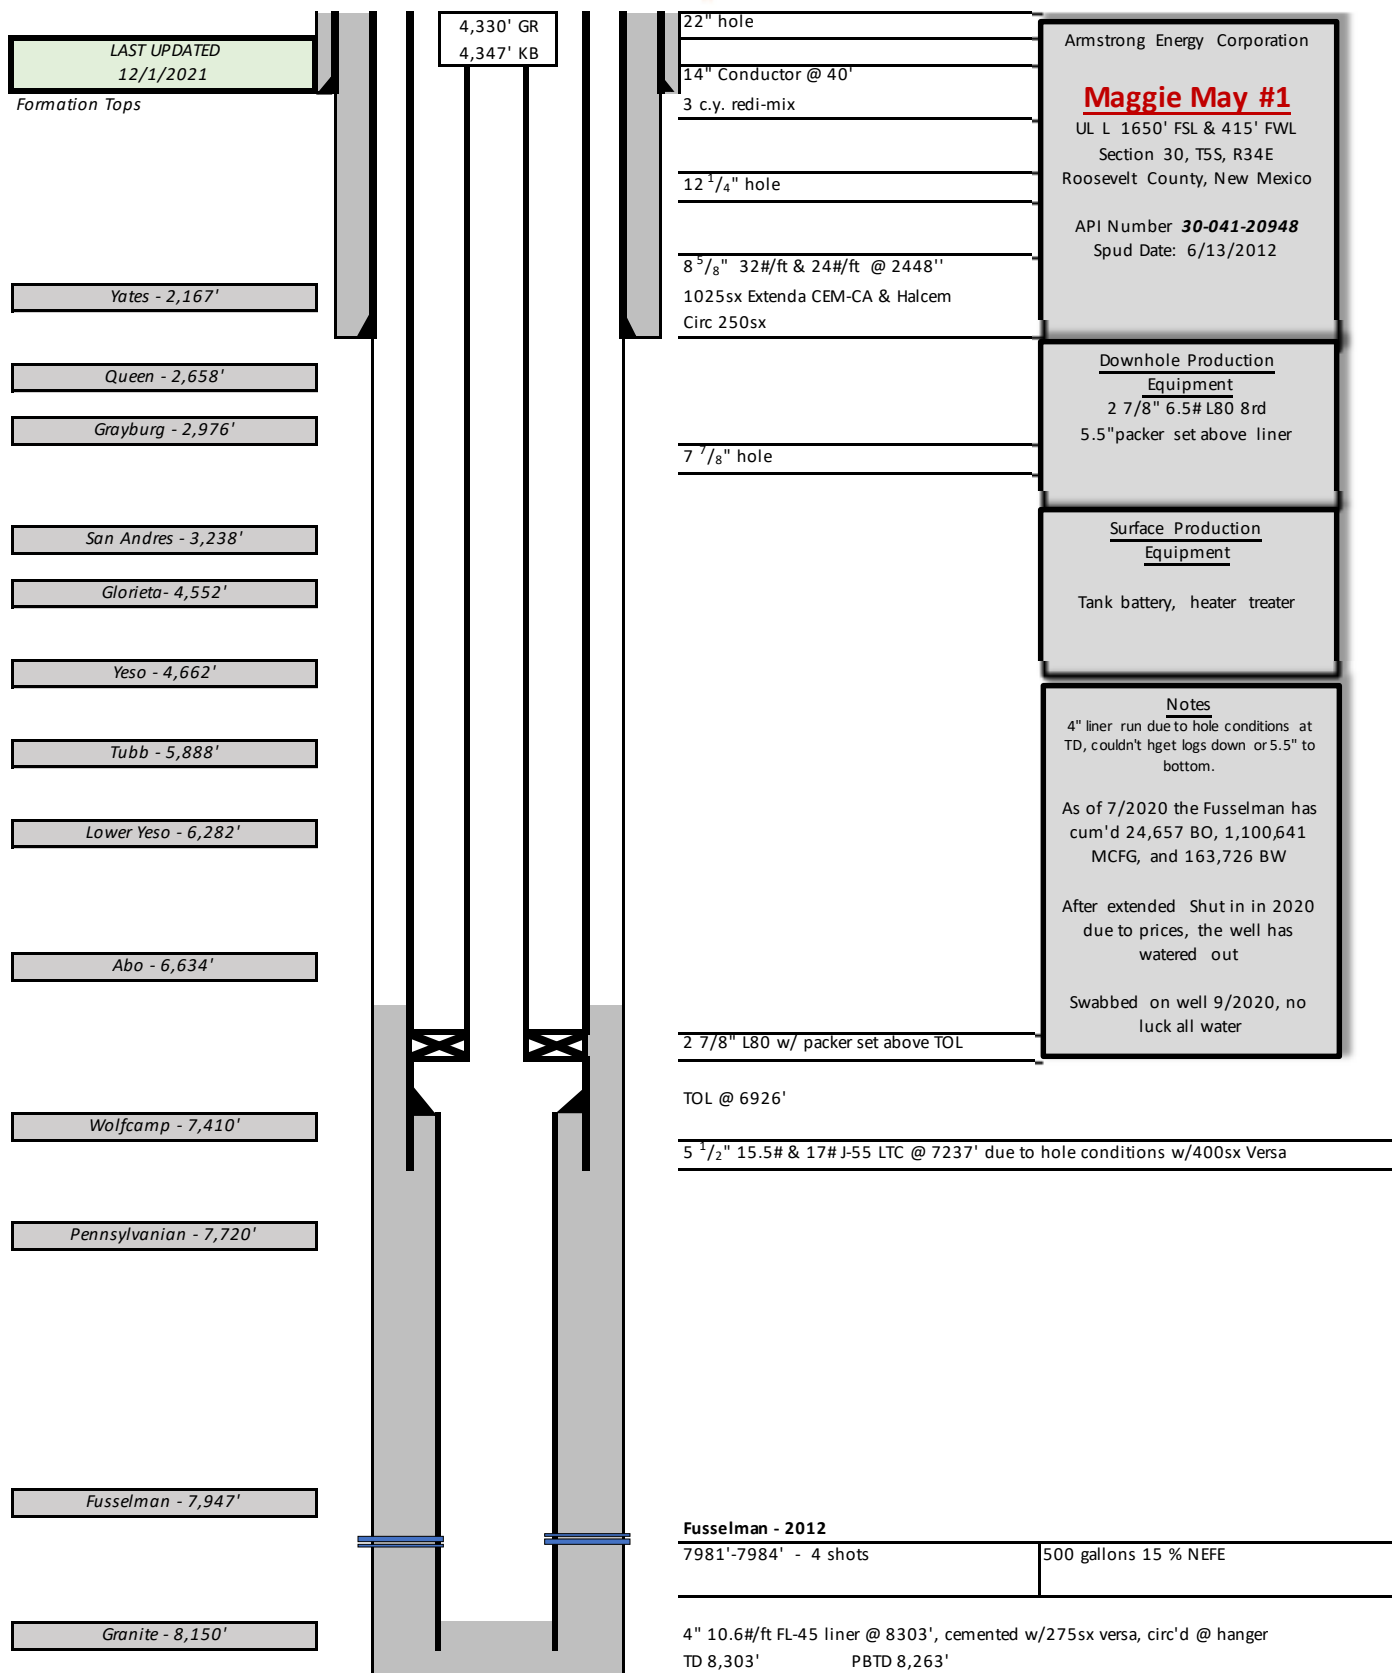 LAST UPDATED
12/1/2021
Formation Tops
Yates - 2,167'
Queen - 2,658'
Grayburg - 2,976'
San Andres - 3,238'
Glorieta- 4,552'
Yeso - 4,662'
Tubb - 5,888'
Lower Yeso - 6,282'
Abo - 6,634'
Wolfcamp - 7,410'
Pennsylvanian - 7,720'
Fusselman - 7,947'
Granite - 8,150'
4,330' GR
4,347' KB
22" hole
14" Conductor @ 40'
3 c.y. redi-mix
12 1/4" hole
8 5/8" 32#/ft & 24#/ft @ 2448''
1025sx Extenda CEM-CA & Halcem
Circ 250sx
7 7/8" hole
2 7/8" L80 w/ packer set above TOL
TOL @ 6926'
5 1/2" 15.5# & 17# J-55 LTC @ 7237' due to hole conditions w/400sx Versa
Fusselman - 2012
7981'-7984' - 4 shots
500 gallons 15 % NEFE
4" 10.6#/ft FL-45 liner @ 8303', cemented w/275sx versa, circ'd @ hanger
TD 8,303' PBTD 8,263'
Armstrong Energy Corporation
Maggie May #1
UL L 1650' FSL & 415' FWL
Section 30, T5S, R34E
Roosevelt County, New Mexico
API Number 30-041-20948
Spud Date: 6/13/2012
Downhole Production
Equipment
2 7/8" 6.5# L80 8rd
5.5"packer set above liner
Surface Production
Equipment
Tank battery, heater treater
Notes
4" liner run due to hole conditions at
TD, couldn't hget logs down or 5.5" to
bottom.
As of 7/2020 the Fusselman has
cum'd 24,657 BO, 1,100,641
MCFG, and 163,726 BW
After extended Shut in in 2020
due to prices, the well has
watered out
Swabbed on well 9/2020, no
luck all water